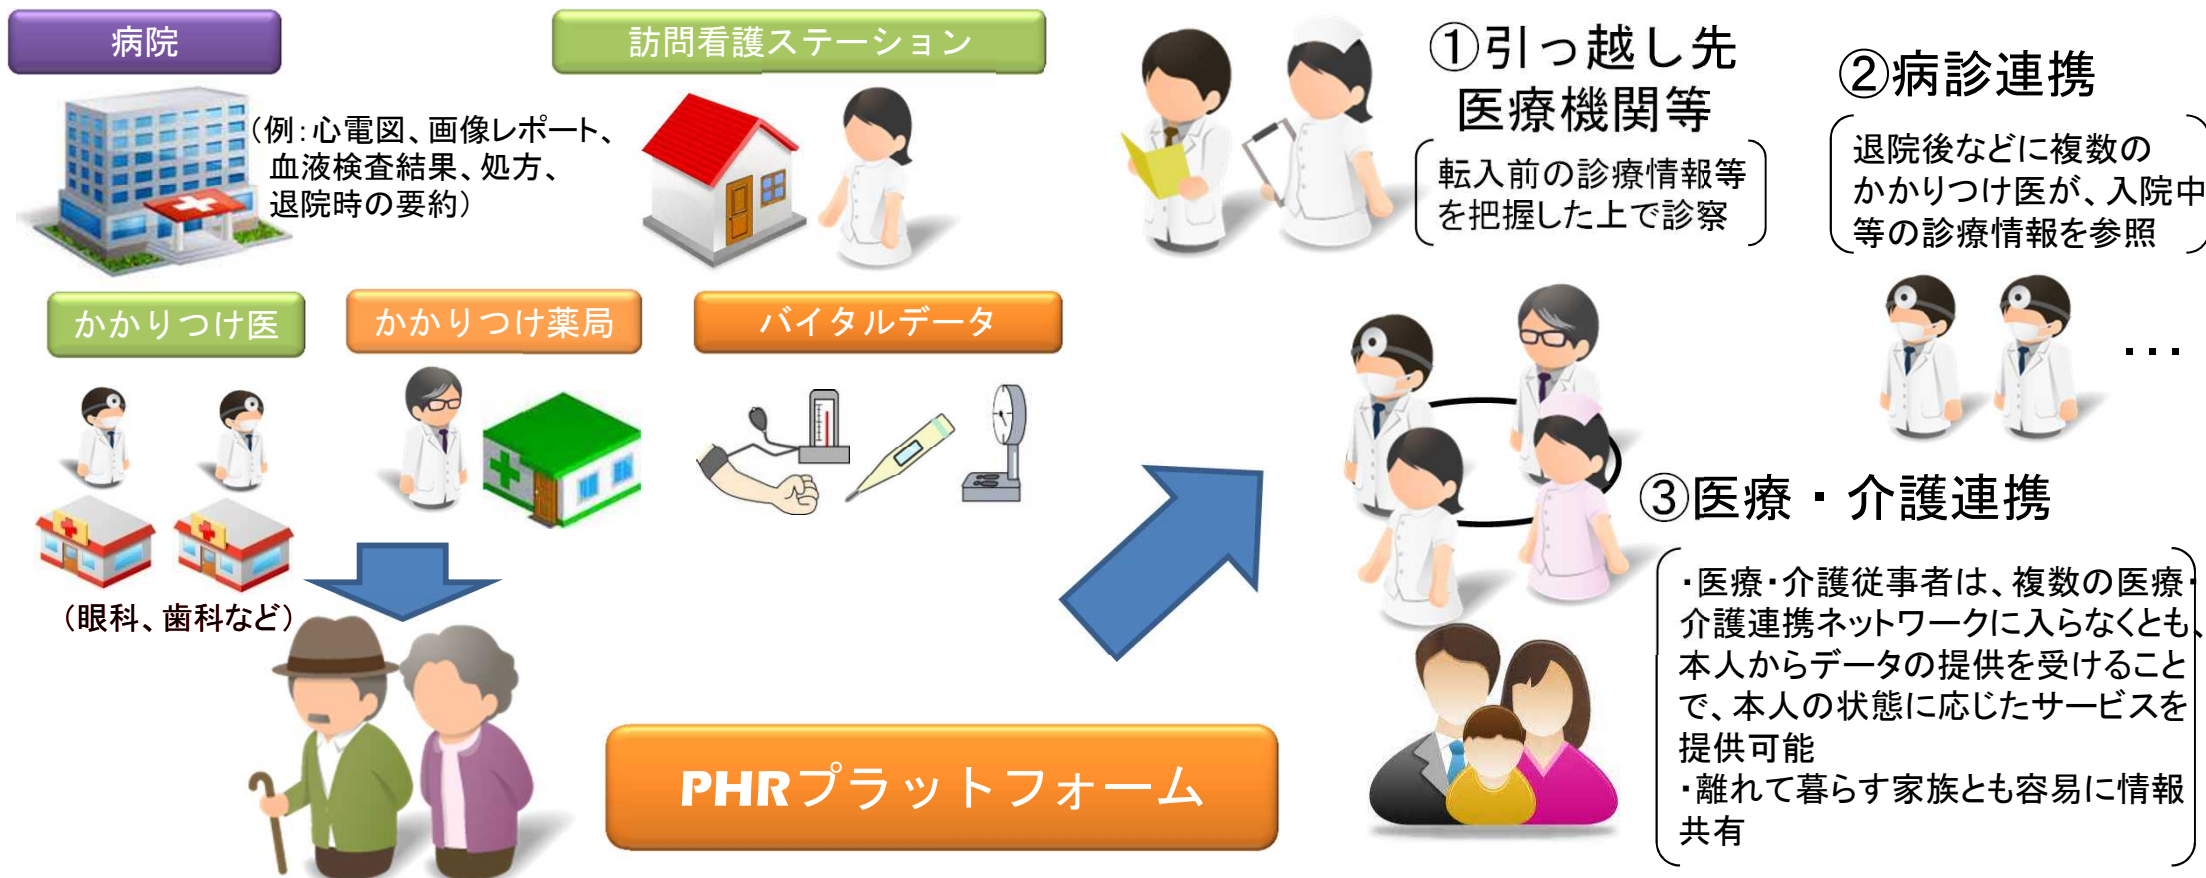 病院
訪問看護ステーション
(例:心電図、画像レポート、
血液検査結果、処方、
退院時の要約)
かかりつけ医
かかりつけ薬局
バイタルデータ
(眼科、歯科など)
PHRプラットフォーム
①引っ越し先
医療機関等
転入前の診療情報等
を把握した上で診察
②病診連携
退院後などに複数の
かかりつけ医が、入院中
等の診療情報を参照
・・・
③医療・介護連携
・医療・介護従事者は、複数の医療・
介護連携ネットワークに入らなくとも、
本人からデータの提供を受けること
で、本人の状態に応じたサービスを
提供可能
・離れて暮らす家族とも容易に情報
共有